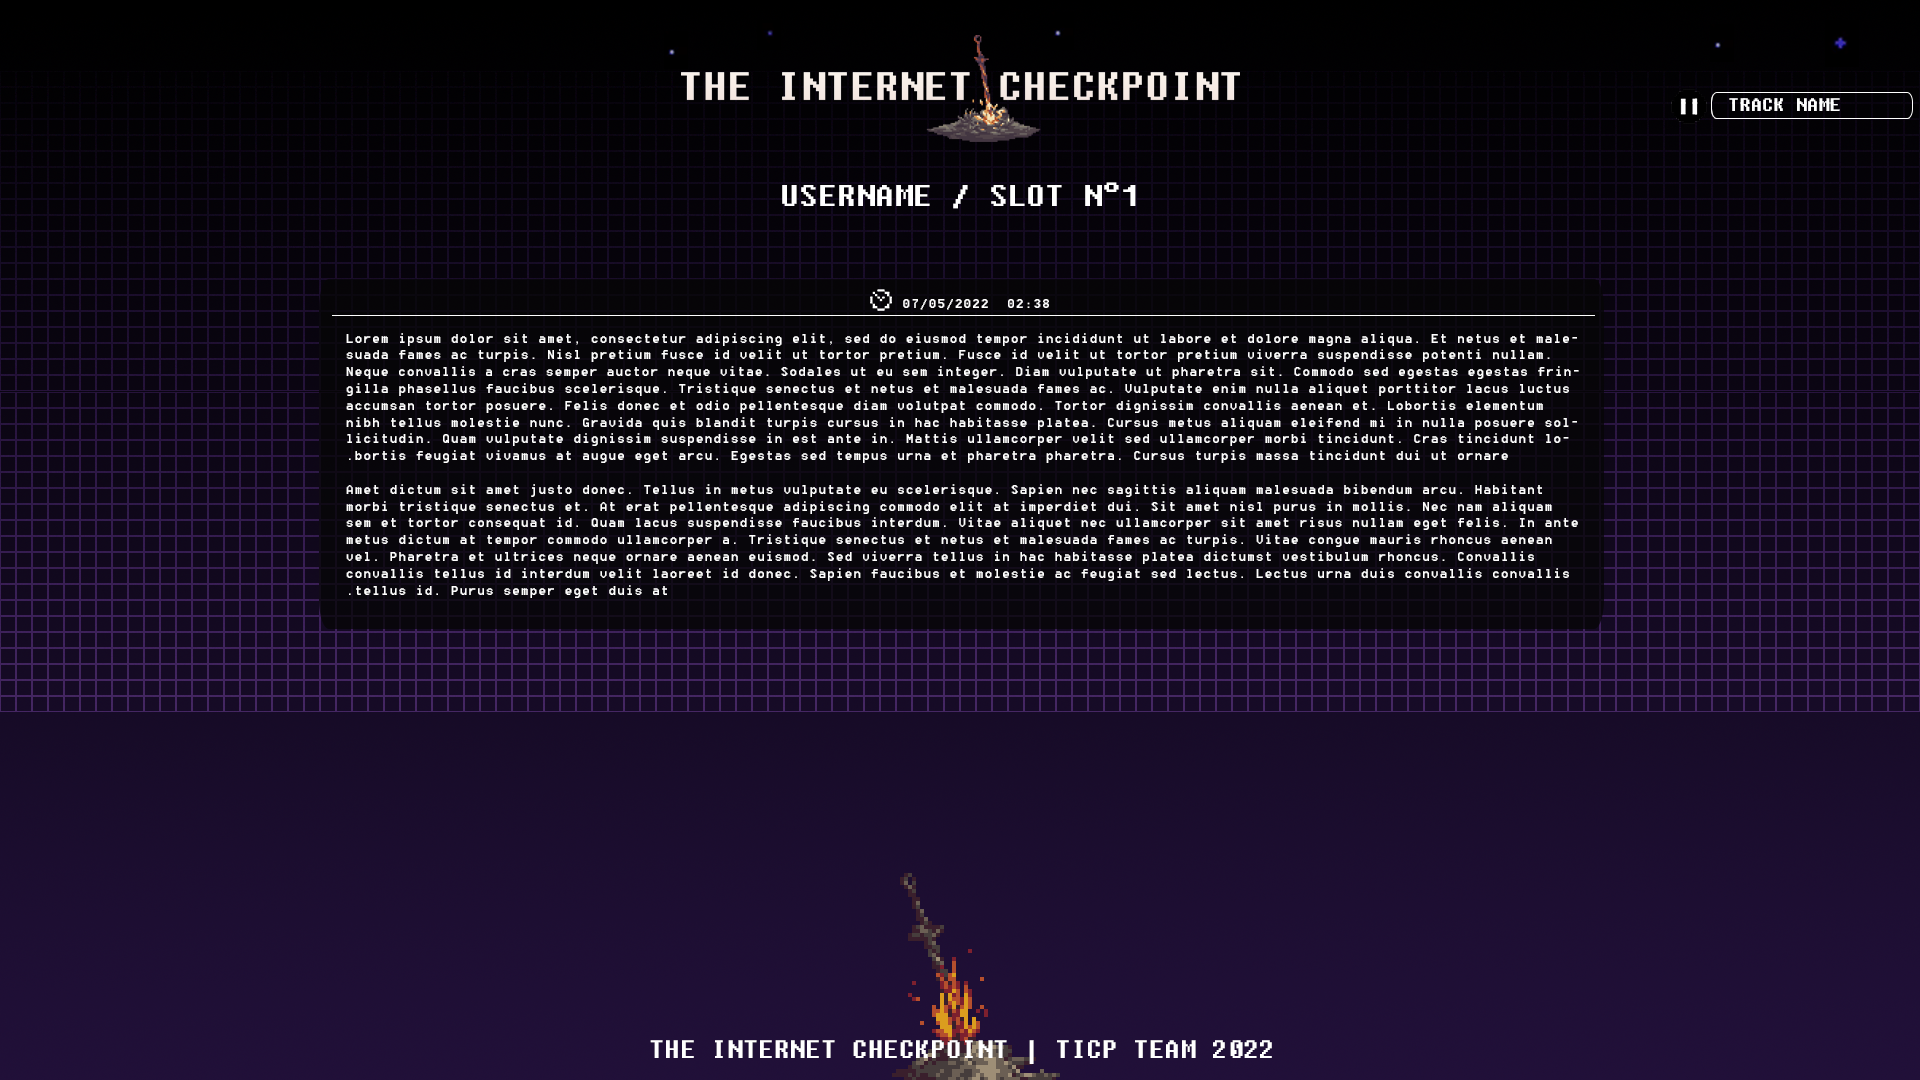 THE INTERNET CHECKPOINT
TRACK NAME
USERNAME / SLOT Nº1
07/05/2022 02:38
Lorem ipsum dolor sit amet, consectetur adipiscing elit, sed do eiusmod tempor incididunt ut labore et dolore magna aliqua. Et netus et male-
suada fames ac turpis. Nisl pretium fusce id velit ut tortor pretium. Fusce id velit ut tortor pretium viverra suspendisse potenti nullam.
Neque convallis a cras semper auctor neque vitae. Sodales ut eu sem integer. Diam vulputate ut pharetra sit. Commodo sed egestas egestas frin-
gilla phasellus faucibus scelerisque. Tristique senectus et netus et malesuada fames ac. Vulputate enim nulla aliquet porttitor lacus luctus
accumsan tortor posuere. Felis donec et odio pellentesque diam volutpat commodo. Tortor dignissim convallis aenean et. Lobortis elementum
nibh tellus molestie nunc. Gravida quis blandit turpis cursus in hac habitasse platea. Cursus metus aliquam eleifend mi in nulla posuere sol-
licitudin. Quam vulputate dignissim suspendisse in est ante in. Mattis ullamcorper velit sed ullamcorper morbi tincidunt. Cras tincidunt lo-
.bortis feugiat vivamus at augue eget arcu. Egestas sed tempus urna et pharetra pharetra. Cursus turpis massa tincidunt dui ut ornare
Amet dictum sit amet justo donec. Tellus in metus vulputate eu scelerisque. Sapien nec sagittis aliquam malesuada bibendum arcu. Habitant
morbi tristique senectus et. At erat pellentesque adipiscing commodo elit at imperdiet dui. Sit amet nisl purus in mollis. Nec nam aliquam
sem et tortor consequat id. Quam lacus suspendisse faucibus interdum. Vitae aliquet nec ullamcorper sit amet risus nullam eget felis. In ante
metus dictum at tempor commodo ullamcorper a. Tristique senectus et netus et malesuada fames ac turpis. Vitae congue mauris rhoncus aenean
vel. Pharetra et ultrices neque ornare aenean euismod. Sed viverra tellus in hac habitasse platea dictumst vestibulum rhoncus. Convallis
convallis tellus id interdum velit laoreet id donec. Sapien faucibus et molestie ac feugiat sed lectus. Lectus urna duis convallis convallis
.tellus id. Purus semper eget duis at
THE INTERNET CHECKPOINT | TICP TEAM 2022